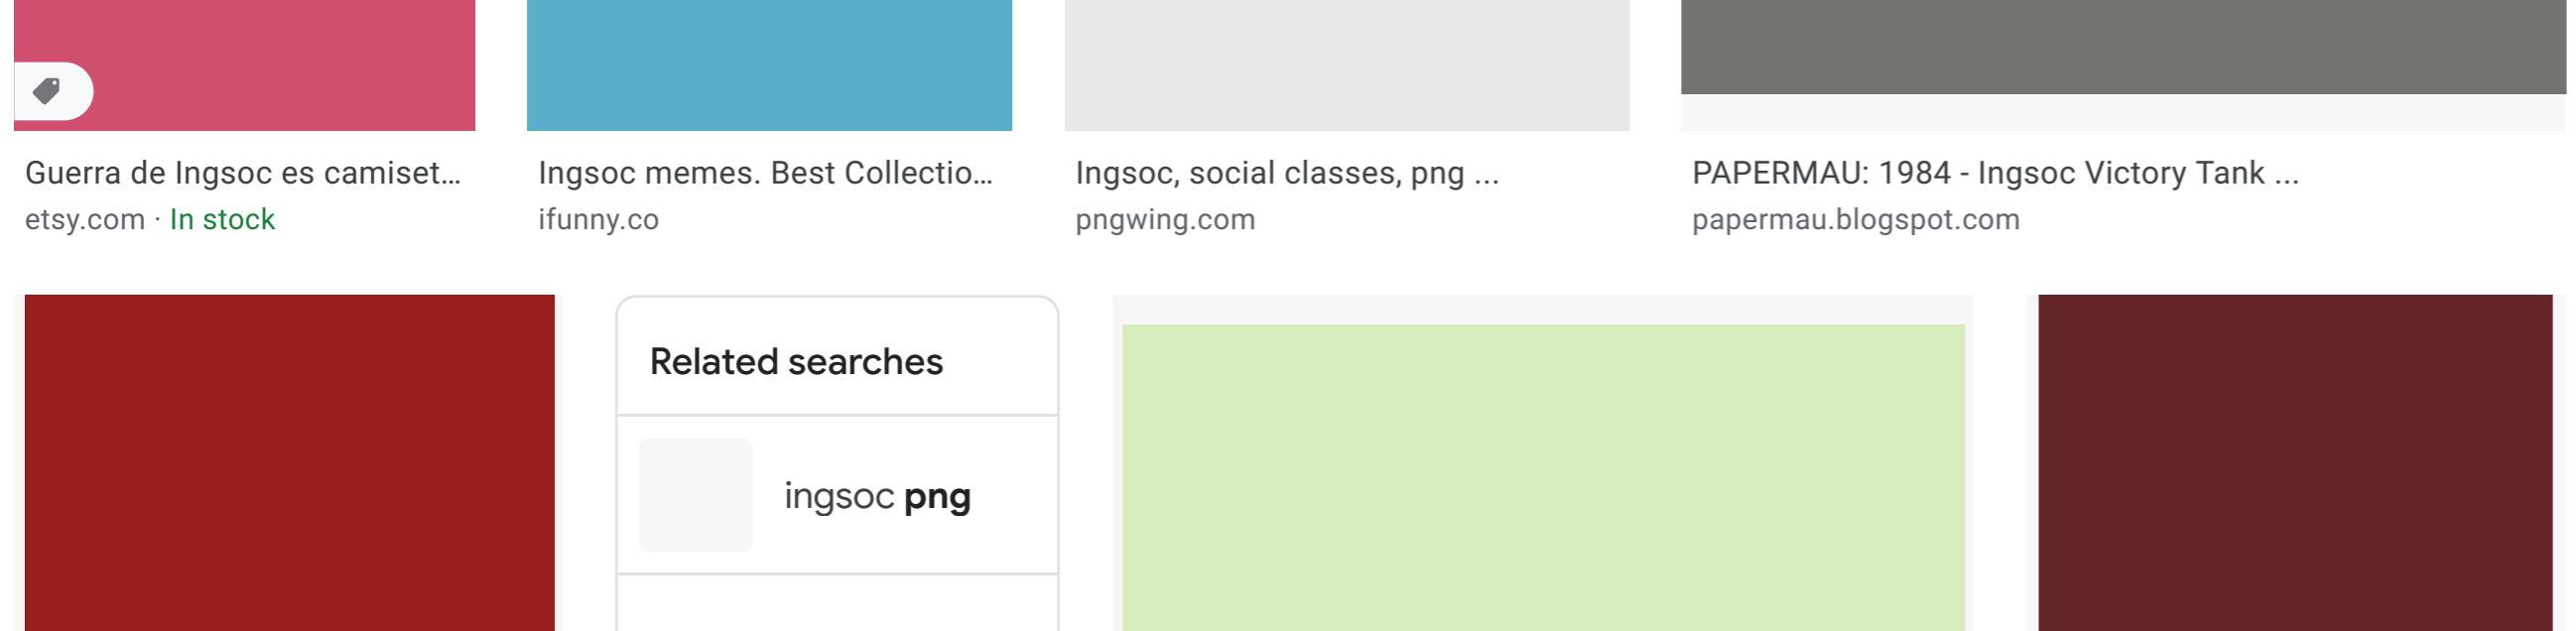 Guerra de Ingsoc es camiset...
etsy.com · In stock
Ingsoc memes. Best Collectio...
ifunny.co
Ingsoc, social classes, png ...
pngwing.com
PAPERMAU: 1984 - Ingsoc Victory Tank ...
papermau.blogspot.com
Related searches
ingsoc png